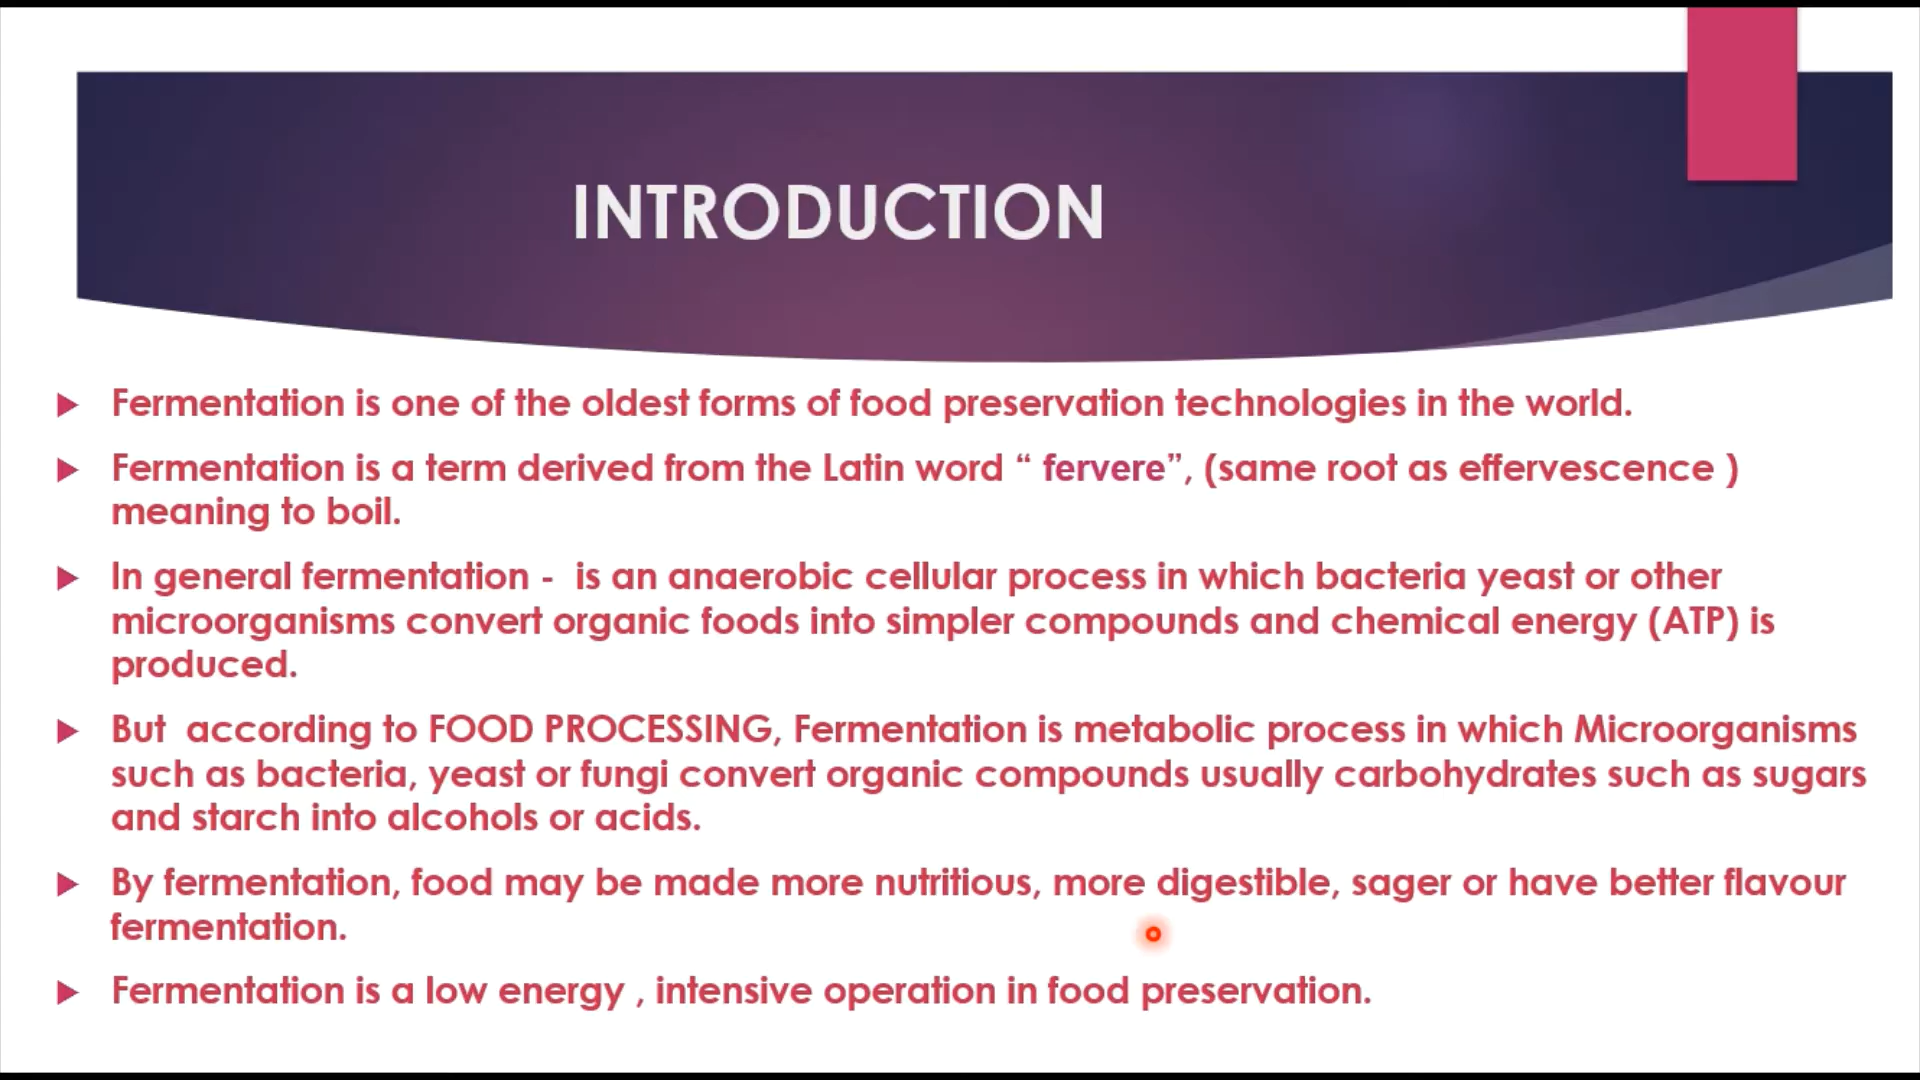 INTRODUCTION
Fermentation is one of the oldest forms of food preservation technologies in the world.
Fermentation is a term derived from the Latin word “ fervere”, (same root as effervescence )
meaning to boil.
In general fermentation -  is an anaerobic cellular process in which bacteria yeast or other
microorganisms convert organic foods into simpler compounds and chemical energy (ATP) is
produced.
But  according to FOOD PROCESSING, Fermentation is metabolic process in which Microorganisms
such as bacteria, yeast or fungi convert organic compounds usually carbohydrates such as sugars
and starch into alcohols or acids.
By fermentation, food may be made more nutritious, more digestible, sager or have better flavour
fermentation.
Fermentation is a low energy , intensive operation in food preservation.